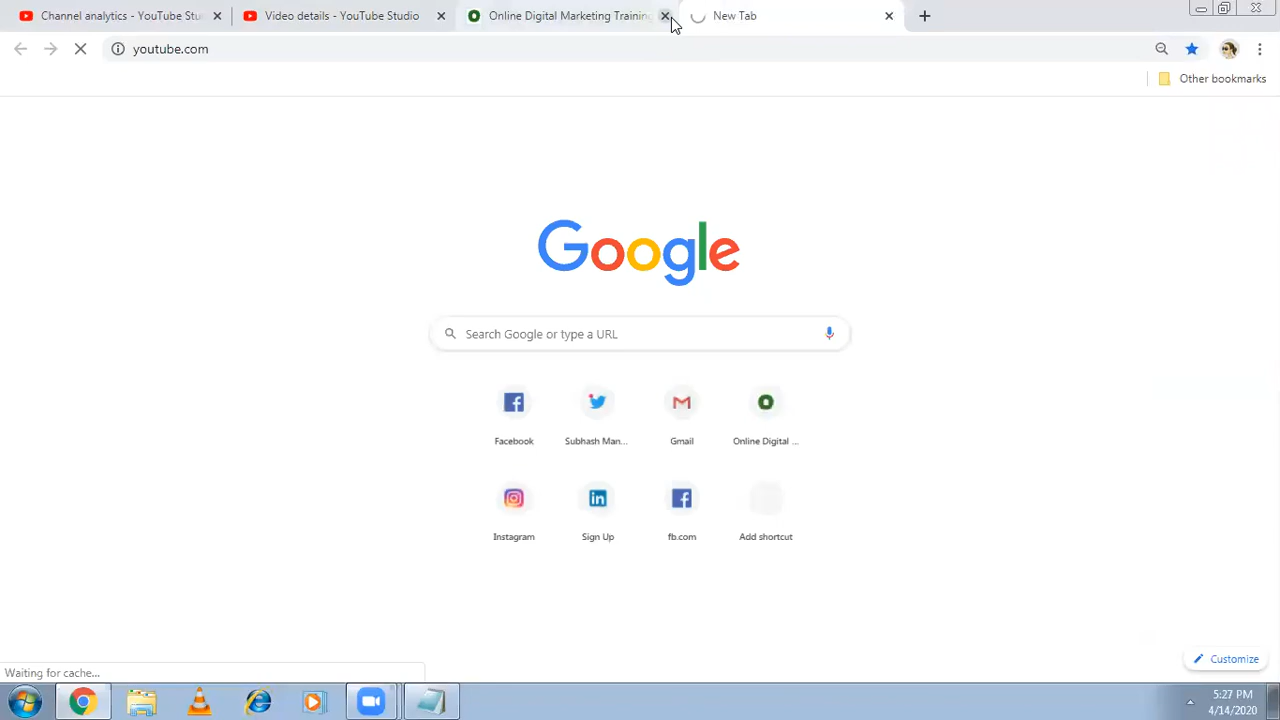 Channel analytics - YouTube Stu
Video details - YouTube Studio
Online Digital Marketing Training
New Tab
youtube.com
Other bookmarks
Google
Search Google or type a URL
Facebook
Subhash Man...
Gmail
Online Digital ...
Instagram
Sign Up
fb.com
Add shortcut
Customize
Waiting for cache...
5:27 PM
4/14/2020